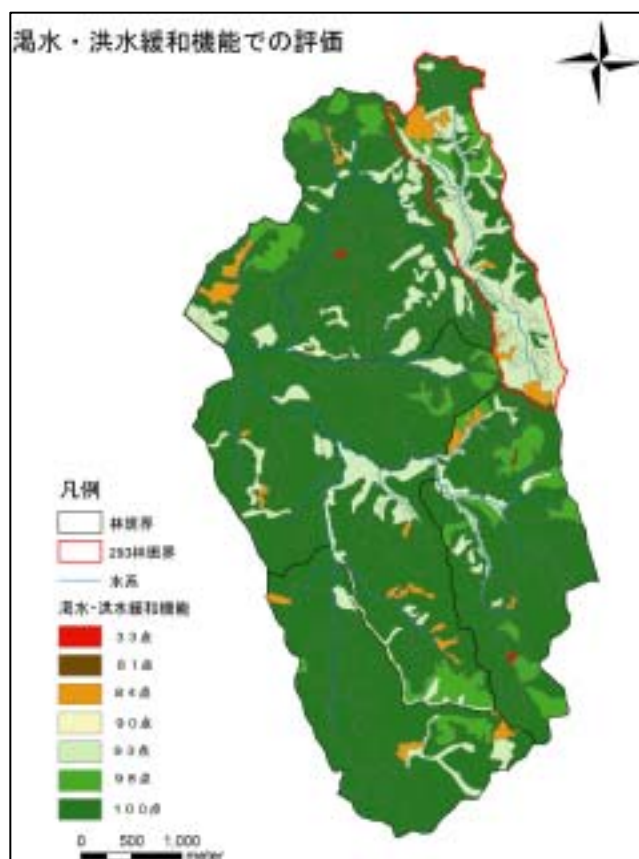 渇水・洪水緩和機能での評価
凡例
林班界
293林班界
水系
渇水・洪水緩和機能
33点
81点
84点
90点
93点
98点
100点
0 500 1,000
meter